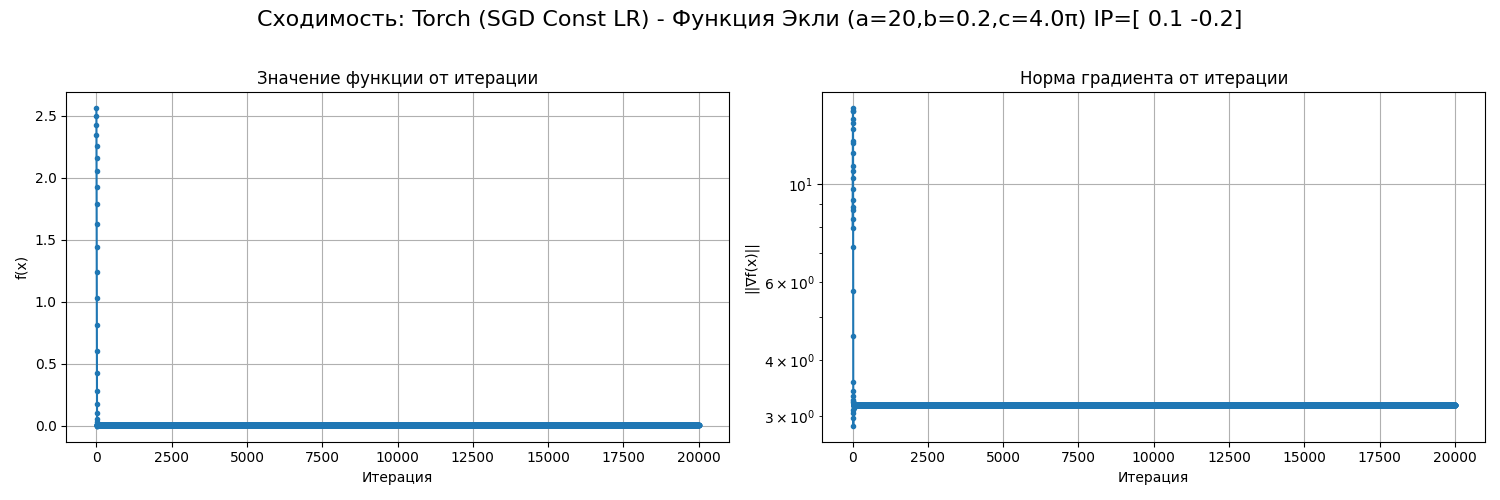 Сходимость: Torch (SGD Const LR) - Функция Экли (a=20,b=0.2,c=4.0π) IP=[ 0.1 -0.2]
Значение функции от итерации
f(x)
2.5
2.0
1.5
1.0
0.5
0.0
0 2500 5000 7500 10000 12500 15000 17500 20000
Итерация
Норма градиента от итерации
||∇f(x)||
10¹
6 × 10⁰
4 × 10⁰
3 × 10⁰
0 2500 5000 7500 10000 12500 15000 17500 20000
Итерация